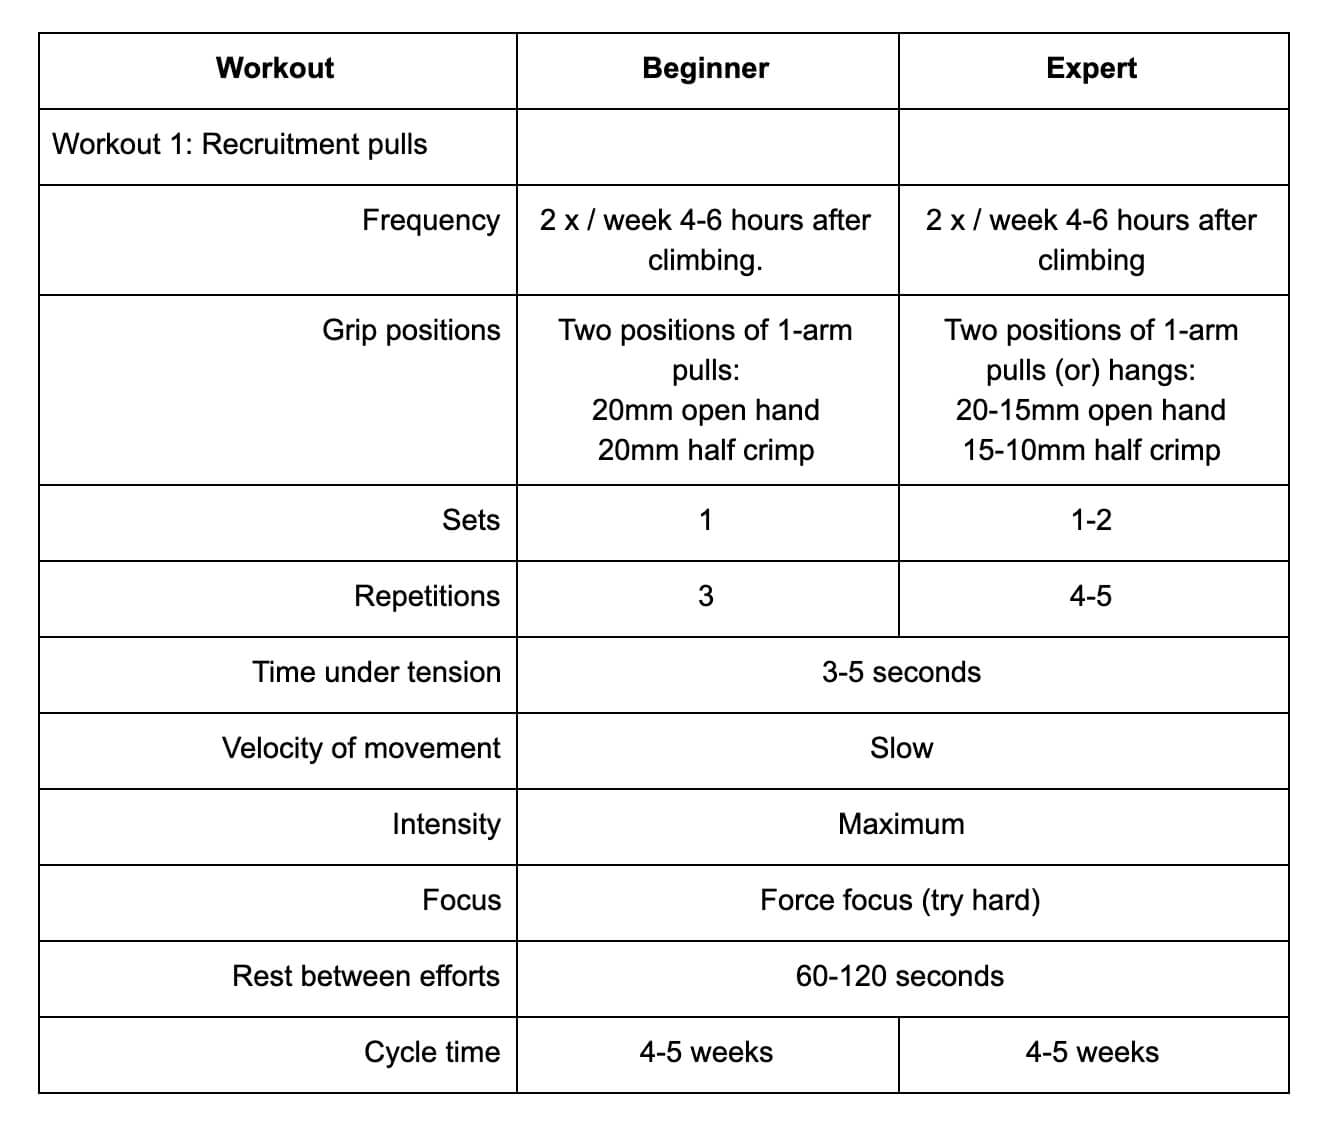 Workout Beginner Expert
Workout 1: Recruitment pulls
Frequency
2 x / week 4-6 hours after
climbing.
2 x / week 4-6 hours after
climbing
Grip positions
Two positions of 1-arm
pulls:
20mm open hand
20mm half crimp
Two positions of 1-arm
pulls (or) hangs:
20-15mm open hand
15-10mm half crimp
Sets 1 1-2
Repetitions 3 4-5
Time under tension 3-5 seconds
Velocity of movement Slow
Intensity Maximum
Focus Force focus (try hard)
Rest between efforts 60-120 seconds
Cycle time 4-5 weeks 4-5 weeks